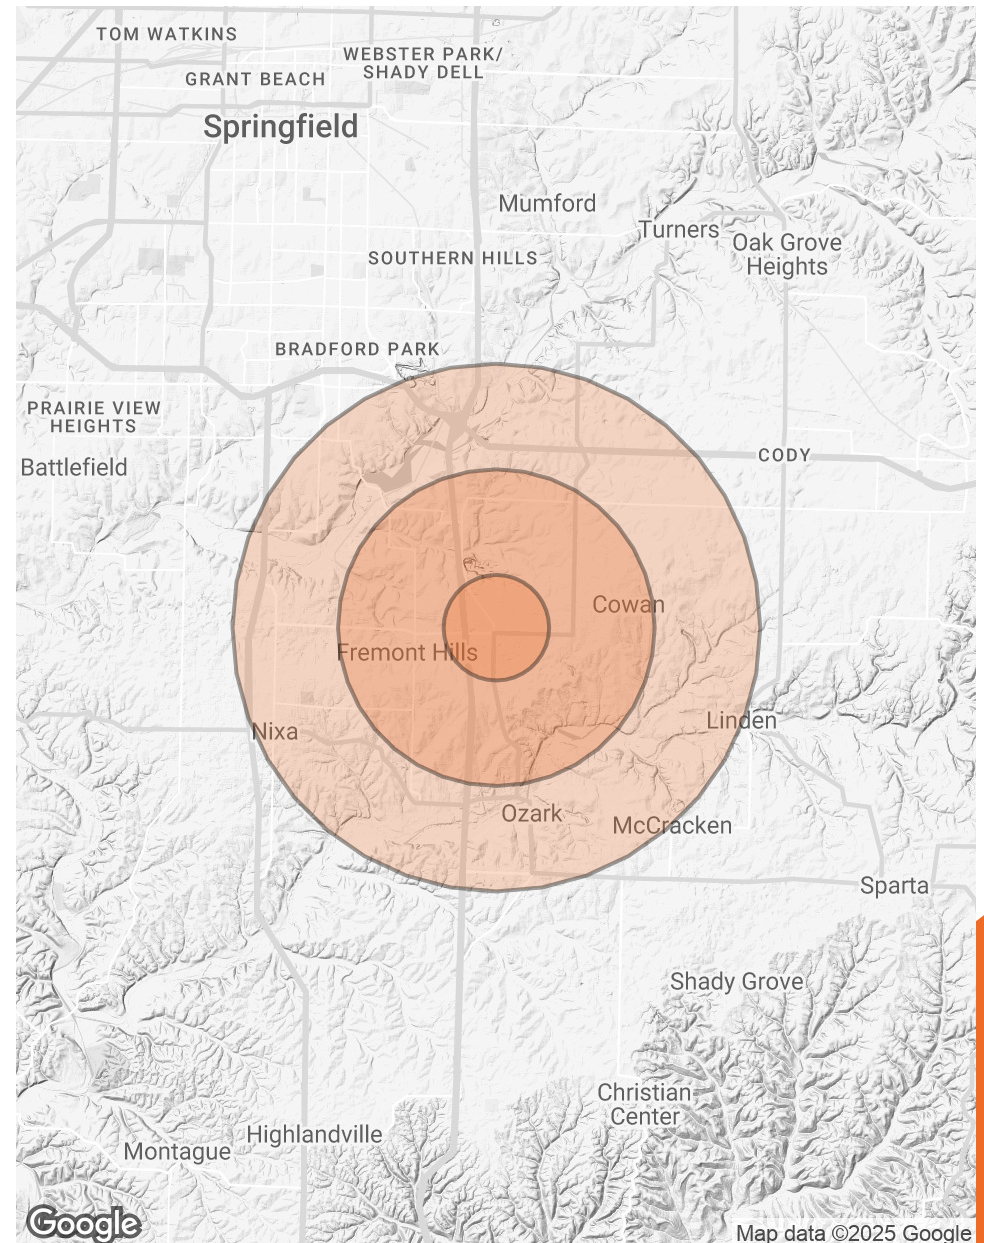 TOM WATKINS
WEBSTER PARK/
SHADY DELL
GRANT BEACH
Springfield
Mumford
Turners
Oak Grove
Heights
SOUTHERN HILLS
BRADFORD PARK
PRAIRIE VIEW
HEIGHTS
CODY
Battlefield
Cowan
Fremont Hills
Linden
Nixa
Ozark
McCracken
Sparta
Shady Grove
Christian
Center
Highlandville
Montague
Google
Map data ©2025 Google